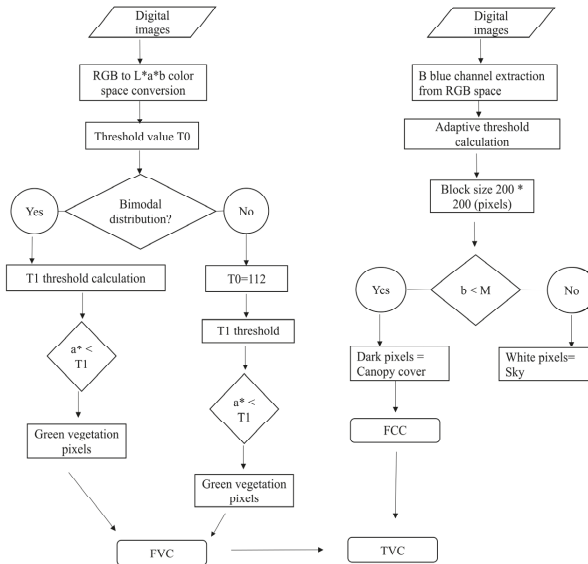 Digital
images
RGB to L*a*b color
space conversion
Threshold value T0
Bimodal
distribution?
Yes
No
T1 threshold calculation
T0=112
T1 threshold
a* <
T1
a* <
T1
Green vegetation
pixels
Green vegetation
pixels
FVC
Digital
images
B blue channel extraction
from RGB space
Adaptive threshold
calculation
Block size 200 *
200 (pixels)
b < M
Yes
No
Dark pixels =
Canopy cover
White pixels=
Sky
FCC
TVC